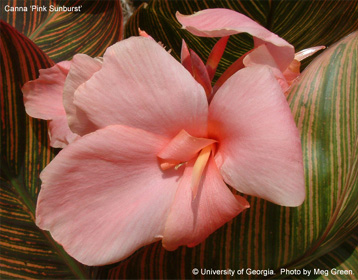 Canna 'Pink Sunburst'
© University of Georgia. Photo by Meg Green.